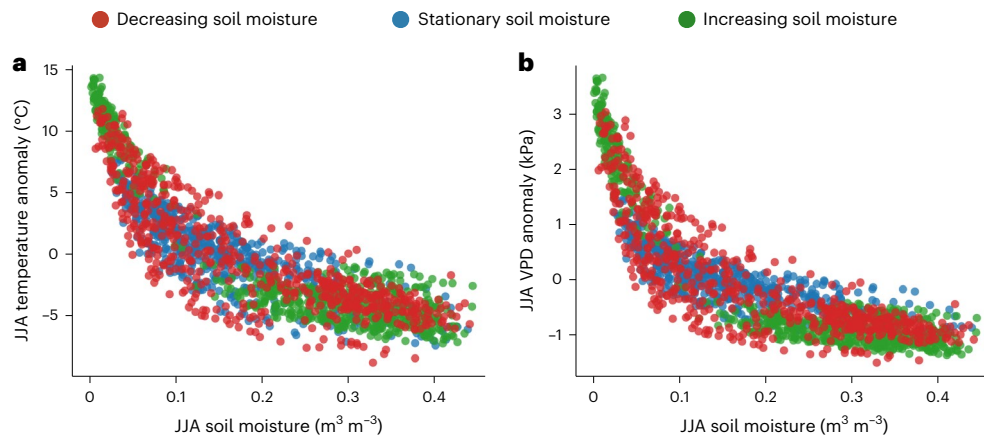 Decreasing soil moisture
Stationary soil moisture
Increasing soil moisture
a
15
10
5
0
−5
JJA temperature anomaly (°C)
0
0.1
0.2
0.3
0.4
JJA soil moisture (m³ m⁻³)
b
3
2
1
0
−1
JJA VPD anomaly (kPa)
0
0.1
0.2
0.3
0.4
JJA soil moisture (m³ m⁻³)